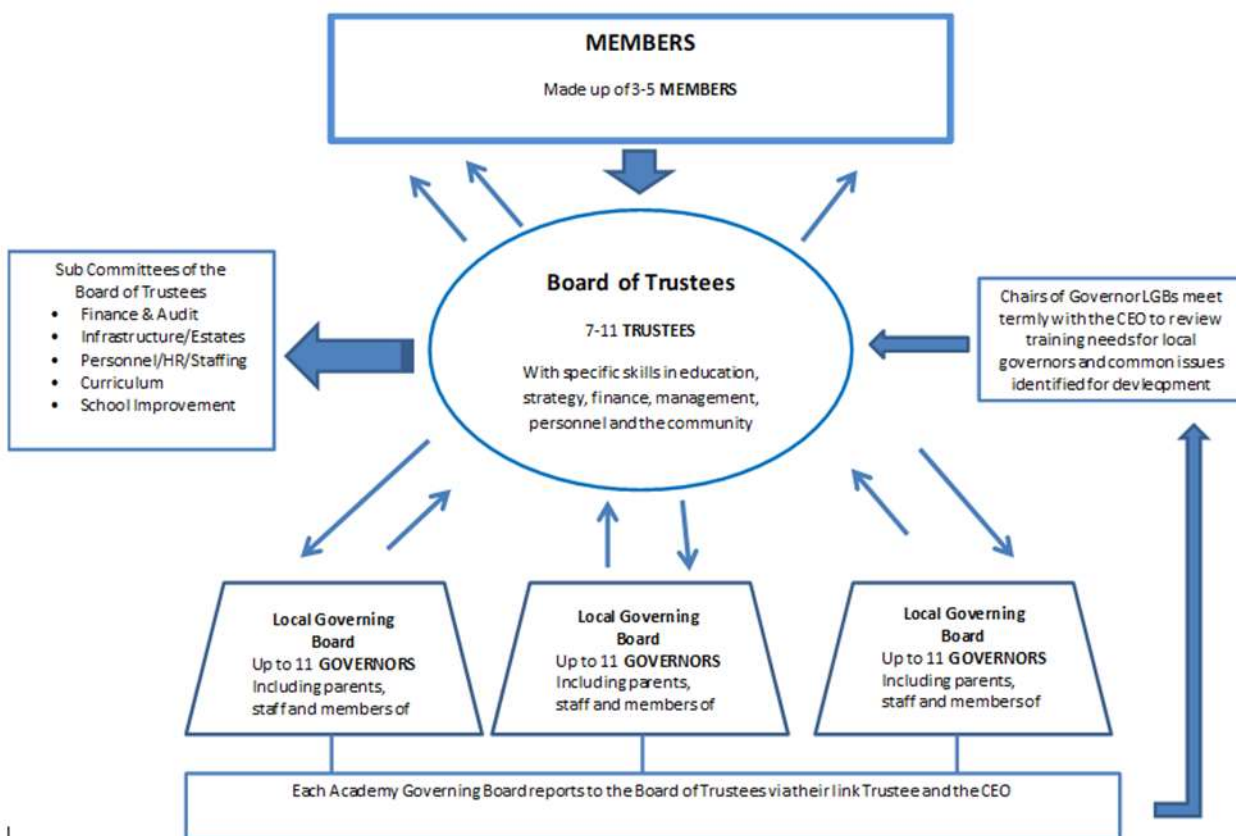 MEMBERS
Made up of 3-5 MEMBERS
Sub Committees of the
Board of Trustees
• Finance & Audit
• Infrastructure/Estates
• Personnel/HR/Staffing
• Curriculum
• School Improvement
Board of Trustees
7-11 TRUSTEES
With specific skills in education,
strategy, finance, management,
personnel and the community
Chairs of Governor LGBs meet
termly with the CEO to review
training needs for local
governors and common issues
identified for devleopment
Local Governing
Board
Up to 11 GOVERNORS
Including parents,
staff and members of
Local Governing
Board
Up to 11 GOVERNORS
Including parents,
staff and members of
Local Governing
Board
Up to 11 GOVERNORS
Including parents,
staff and members of
Each Academy Governing Board reports to the Board of Trustees via their link Trustee and the CEO